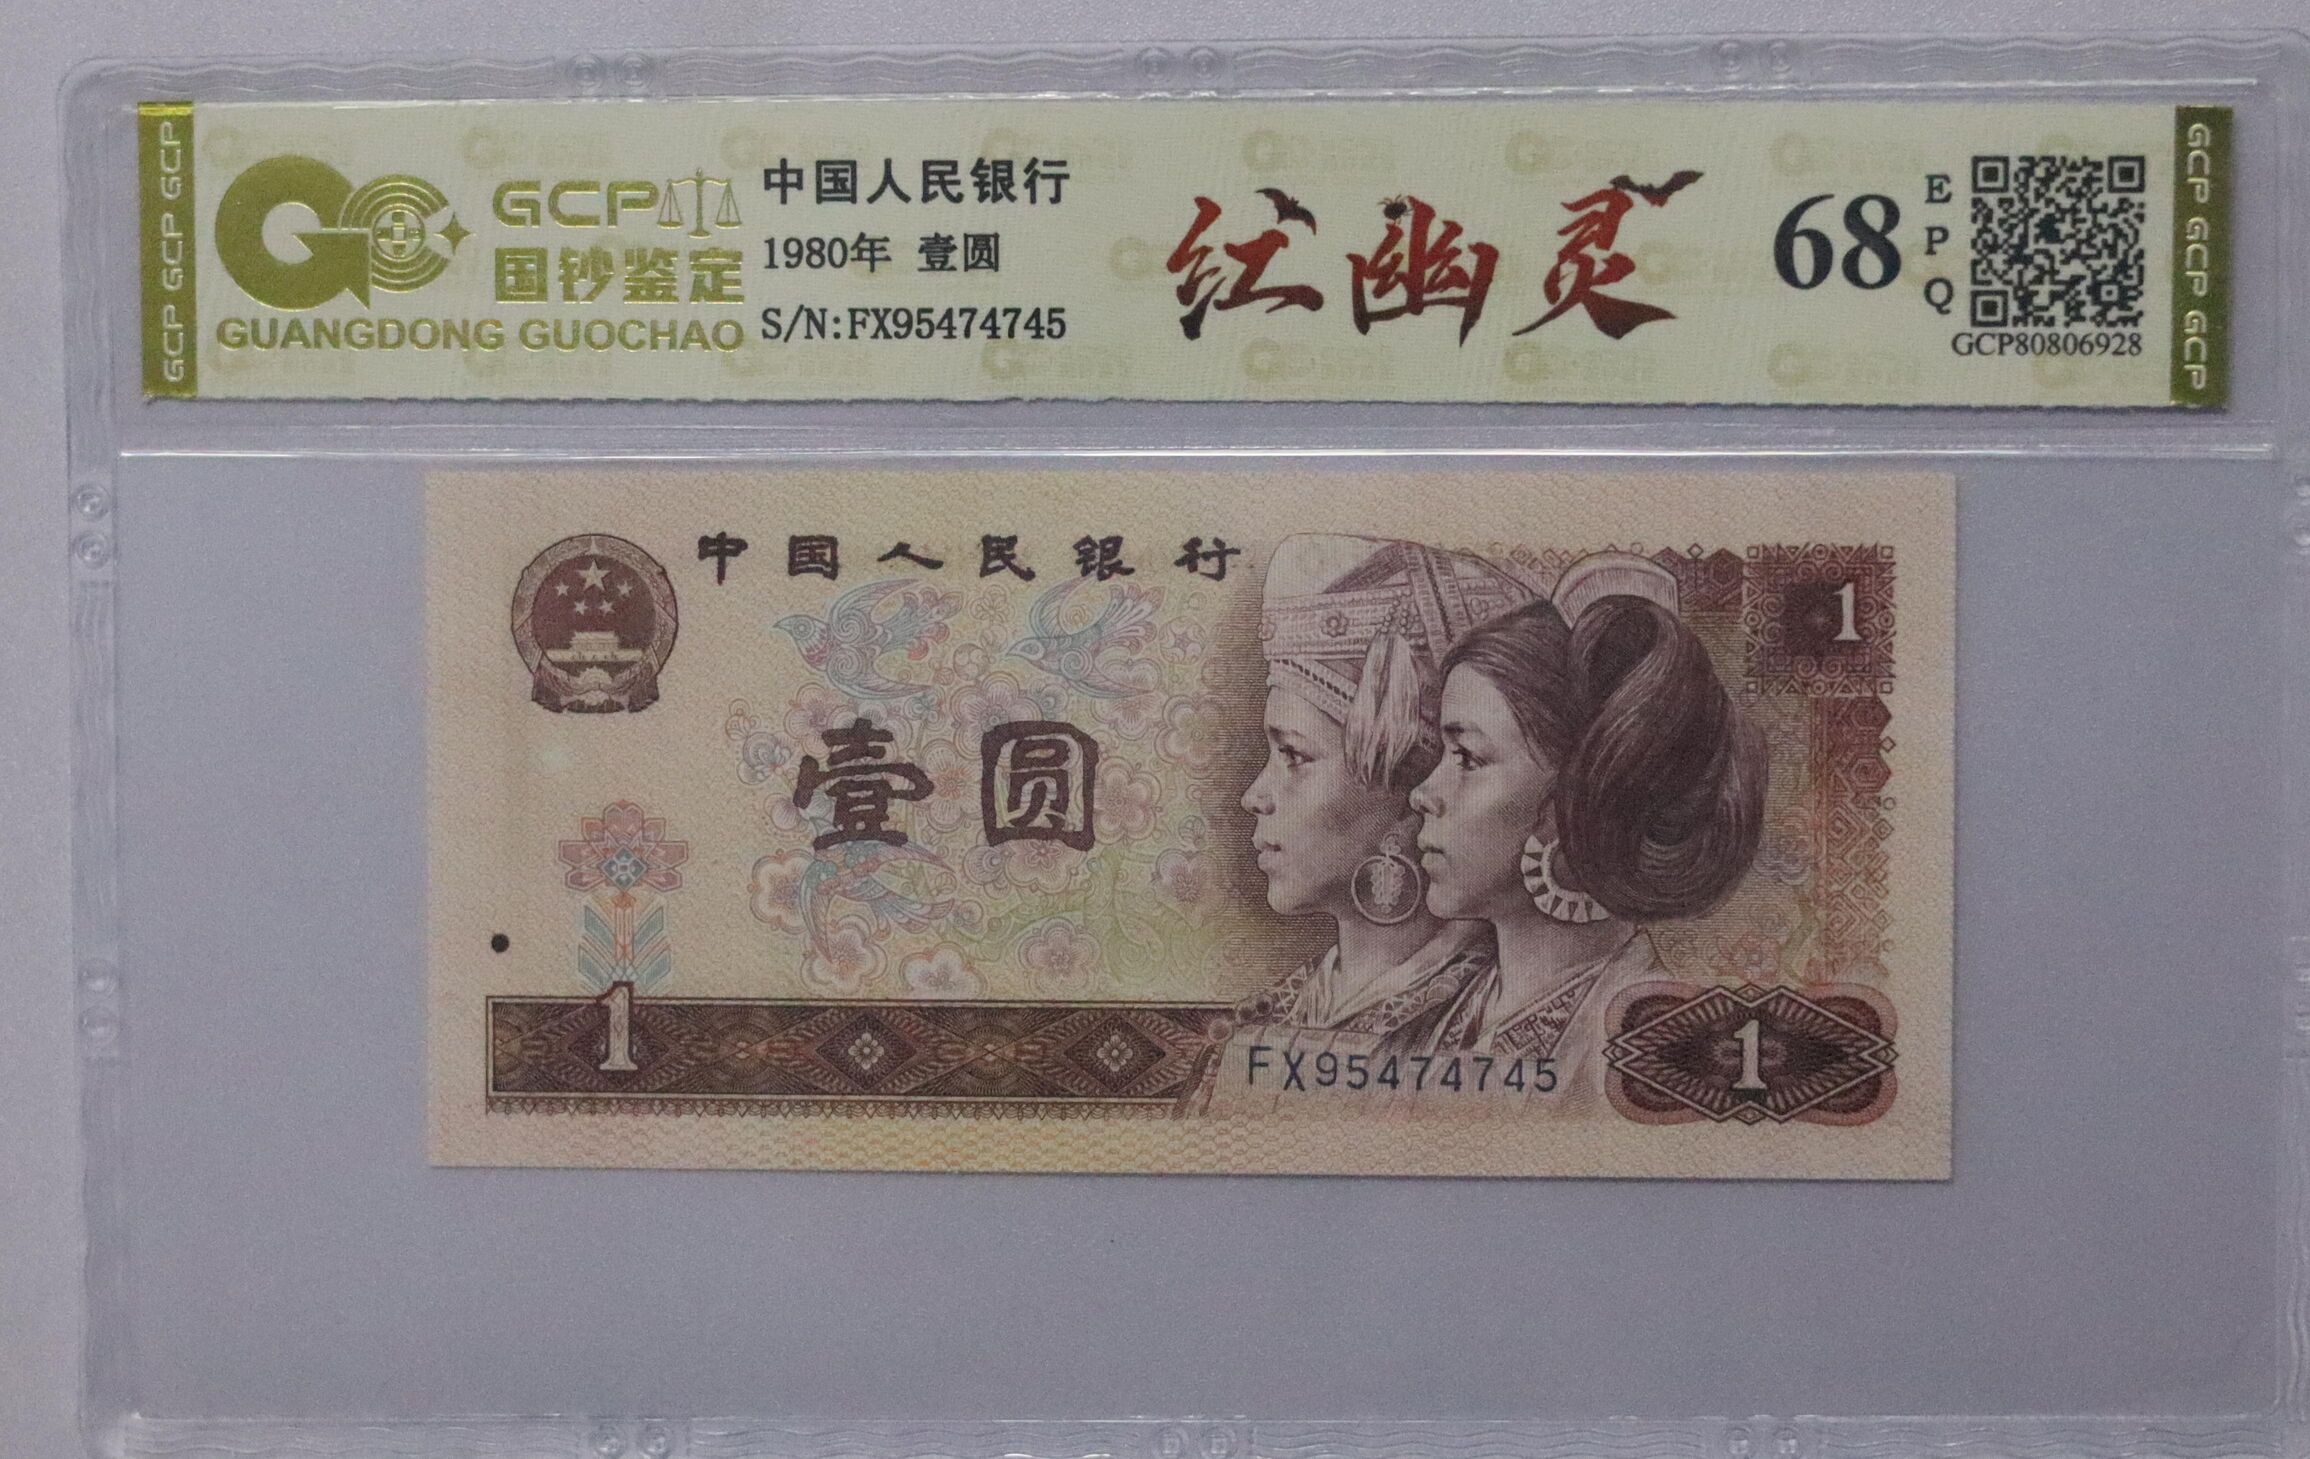 GCP GCP GCP
GCP
国钞鉴定
GUANGDONG GUOCHAO
中国人民银行
1980年 壹圆
S/N:FX95474745
红幽灵
68
EPQ
GCP80806928
GCP GCP GCP
中国人民银行
1
壹圆
1
FX95474745
1